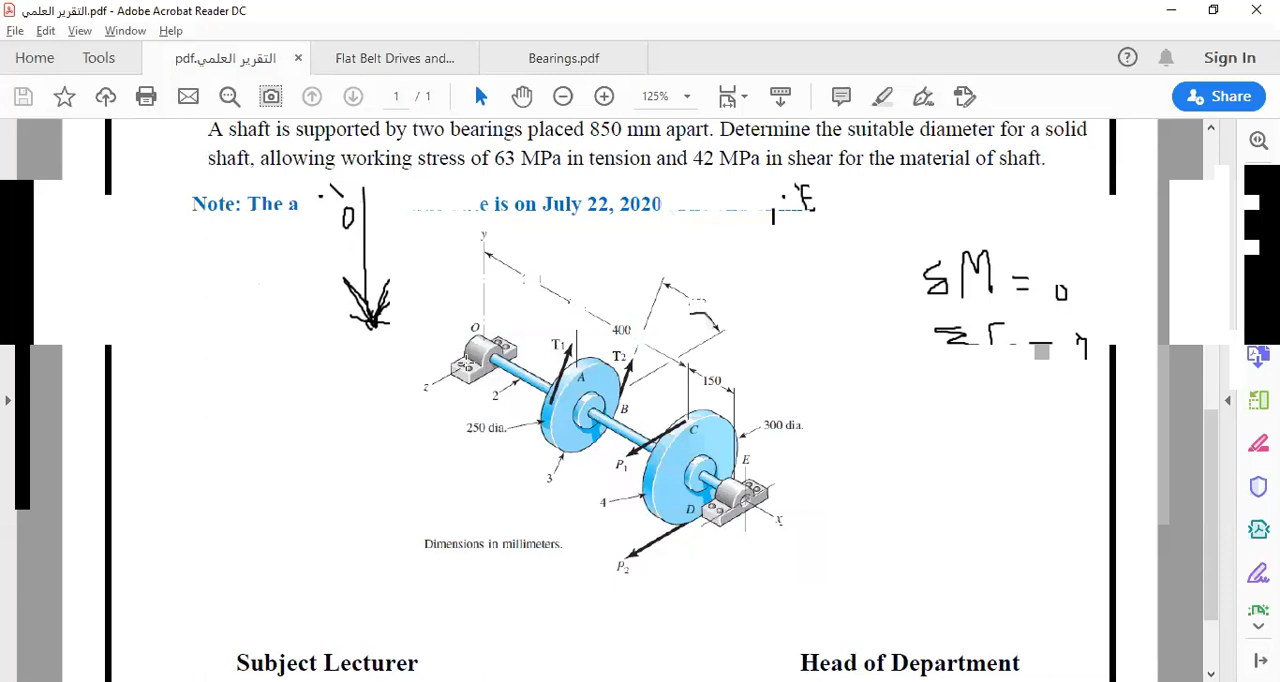 التقرير العلمي.pdf - Adobe Acrobat Reader DC
File Edit View Window Help
Home Tools التقرير العلمي.pdf × Flat Belt Drives and... Bearings.pdf ? Sign In
1 / 1 125% Share
A shaft is supported by two bearings placed 850 mm apart. Determine the suitable diameter for a solid
shaft, allowing working stress of 63 MPa in tension and 42 MPa in shear for the material of shaft.
Note: The a is on July 22, 2020
E
O
y
M = 0
O
400
T1
T2
A
150
z
2
B
C
250 dia.
300 dia.
P1
E
3
4
D
x
Dimensions in millimeters.
P2
Subject Lecturer Head of Department